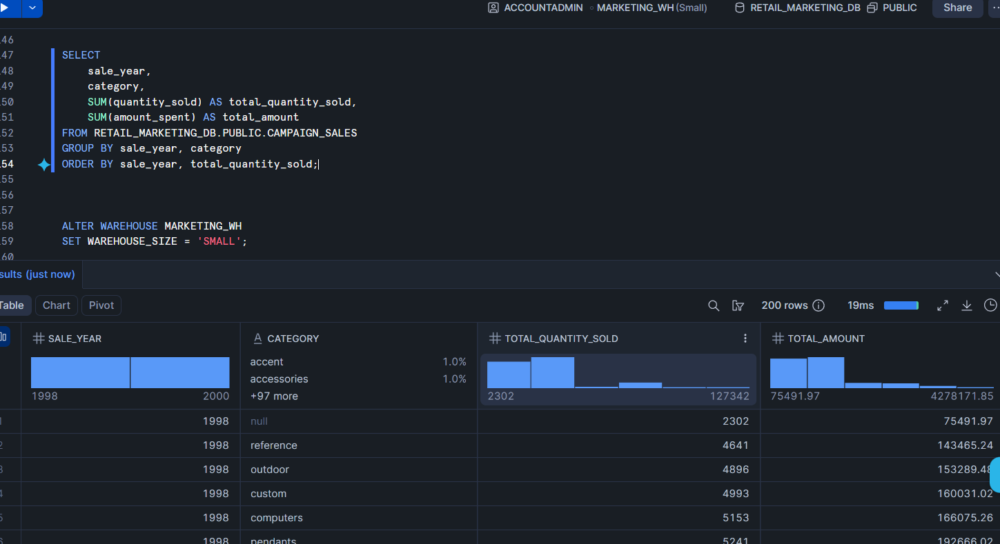 ACCOUNTADMIN MARKETING_WH (Small) RETAIL_MARKETING_DB PUBLIC Share
46
47 SELECT
48 sale_year,
49 category,
50 SUM(quantity_sold) AS total_quantity_sold,
51 SUM(amount_spent) AS total_amount
52 FROM RETAIL_MARKETING_DB.PUBLIC.CAMPAIGN_SALES
53 GROUP BY sale_year, category
54 ORDER BY sale_year, total_quantity_sold;
55
56
57
58 ALTER WAREHOUSE MARKETING_WH
59 SET WAREHOUSE_SIZE = 'SMALL';
60
sults (just now)
Table Chart Pivot 200 rows 19ms
SALE_YEAR CATEGORY TOTAL_QUANTITY_SOLD TOTAL_AMOUNT
accent 1.0%
accessories 1.0%
1998 2000 +97 more 2302 127342 75491.97 4278171.85
1 1998 null 2302 75491.97
2 1998 reference 4641 143465.24
3 1998 outdoor 4896 153289.48
4 1998 custom 4993 160031.02
5 1998 computers 5153 166075.26
6 1998 pendants 5241 192666.02